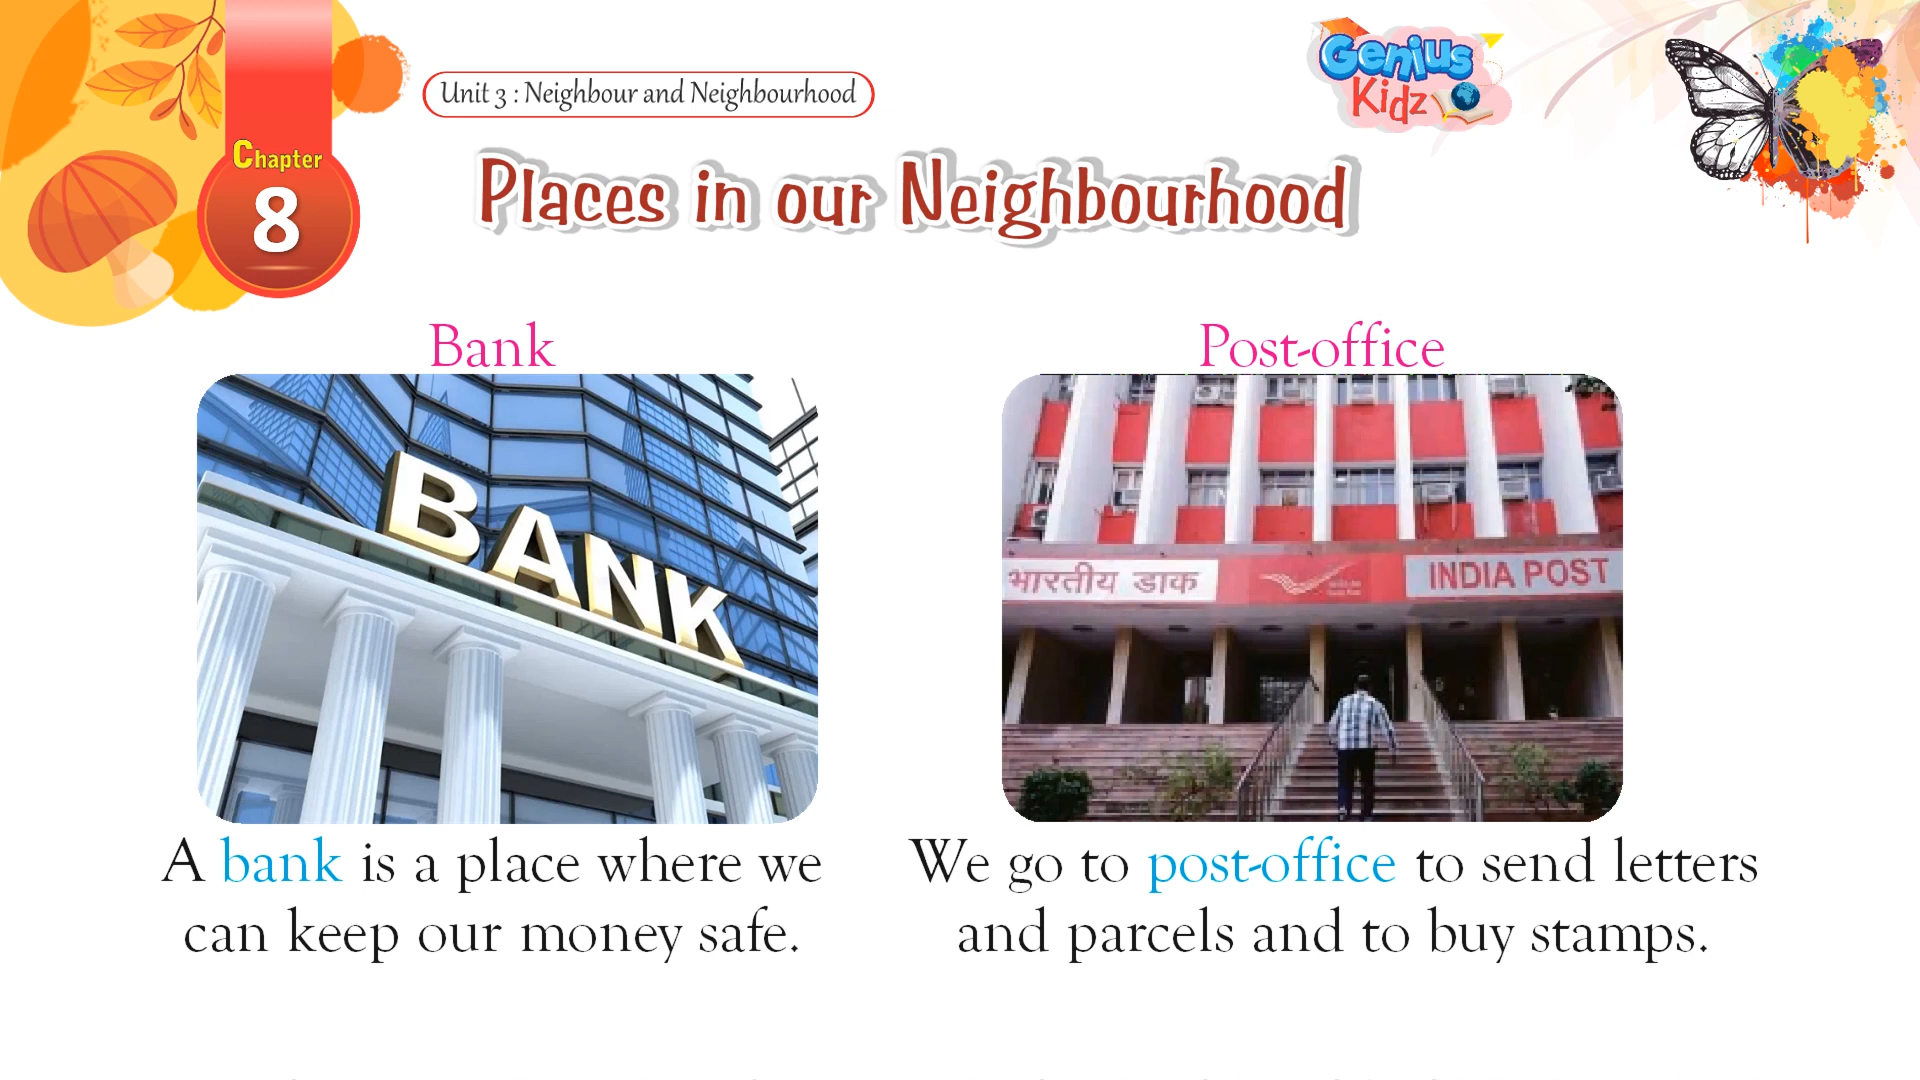 Unit 3 : Neighbour and Neighbourhood
Genius
Kidz
Chapter
8
Places in our Neighbourhood
Bank
Post-office
BANK
भारतीय डाक
INDIA POST
A bank is a place where we
can keep our money safe.
We go to post-office to send letters
and parcels and to buy stamps.